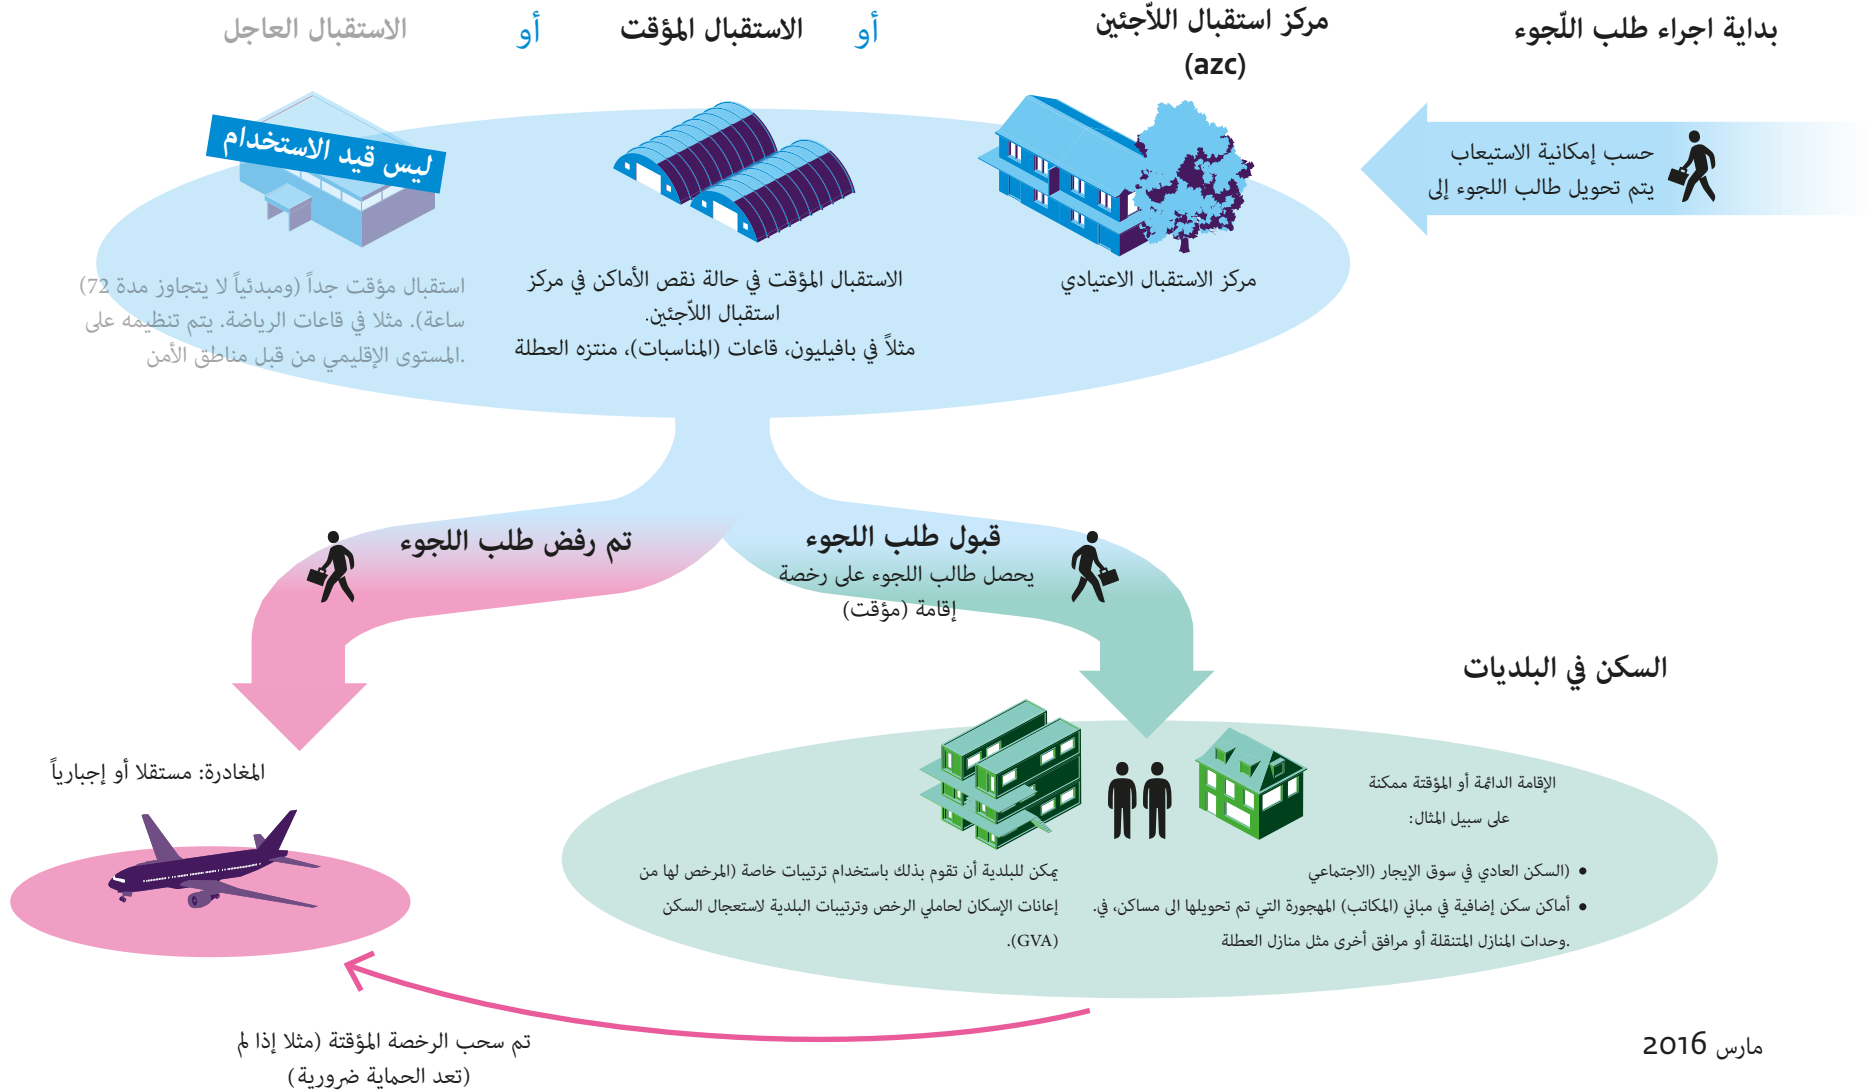 بداية اجراء طلب اللّجوء
حسب إمكانية الاستيعاب
يتم تحويل طالب اللجوء إلى
مركز استقبال اللاّجئين
(azc)
مركز الاستقبال الاعتيادي
أو
الاستقبال المؤقت
الاستقبال المؤقت في حالة نقص الأماكن في مركز
استقبال اللاّجئين.
مثلاً في بافيليون، قاعات (المناسبات)، منتزه العطلة
أو
الاستقبال العاجل
ليس قيد الاستخدام
استقبال مؤقت جداً (ومبدئياً لا يتجاوز مدة 72)
ساعة). مثلا في قاعات الرياضة. يتم تنظيمه على
.المستوى الإقليمي من قبل مناطق الأمن
قبول طلب اللجوء
يحصل طالب اللجوء على رخصة
إقامة (مؤقت)
تم رفض طلب اللجوء
السكن في البلديات
الإقامة الدائمة أو المؤقتة ممكنة
على سبيل المثال:
• (السكن العادي في سوق الإيجار (الاجتماعي
• أماكن سكن إضافية في مباني (المكاتب) المهجورة التي تم تحويلها الى مساكن، في.
.وحدات المنازل المتنقلة أو مرافق أخرى مثل منازل العطلة
يمكن للبلدية أن تقوم بذلك باستخدام ترتيبات خاصة (المرخص لها من
إعانات الإسكان لحاملي الرخص وترتيبات البلدية لاستعجال السكن
(GVA).
المغادرة: مستقلا أو إجبارياً
تم سحب الرخصة المؤقتة (مثلا إذا لم
(تعد الحماية ضرورية)
مارس 2016